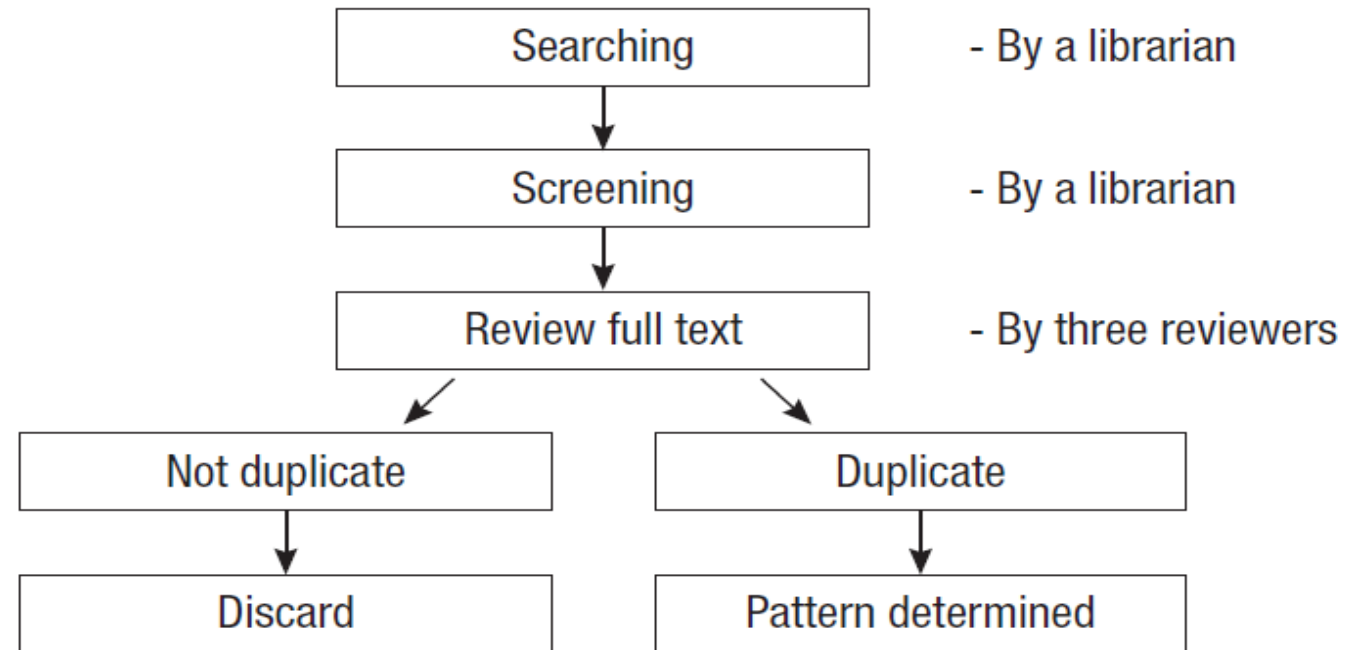 Searching - By a librarian
Screening - By a librarian
Review full text - By three reviewers
Not duplicate Duplicate
Discard Pattern determined